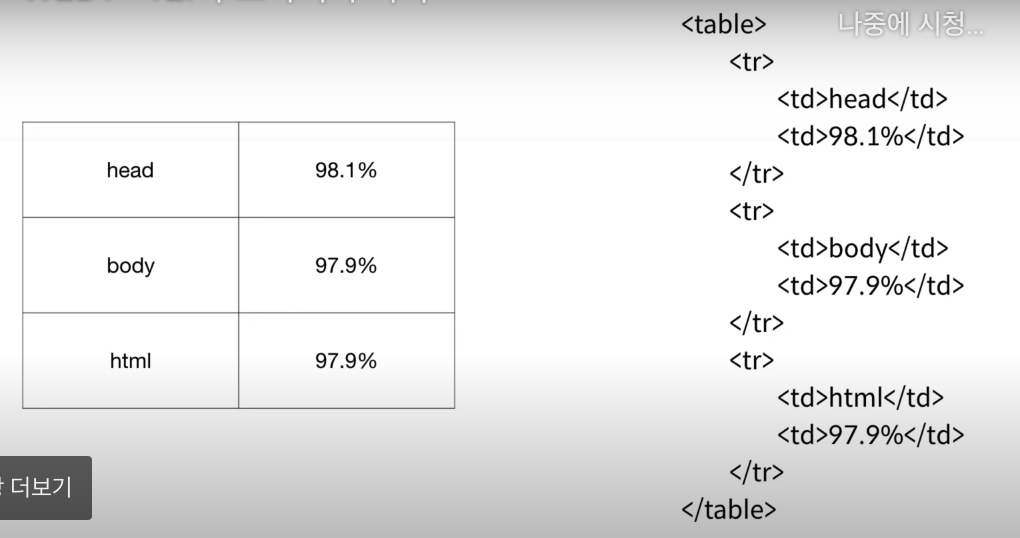 나중에 시청...
head 98.1%
body 97.9%
html 97.9%
<table>
<tr>
<td>head</td>
<td>98.1%</td>
</tr>
<tr>
<td>body</td>
<td>97.9%</td>
</tr>
<tr>
<td>html</td>
<td>97.9%</td>
</tr>
</table>
더보기